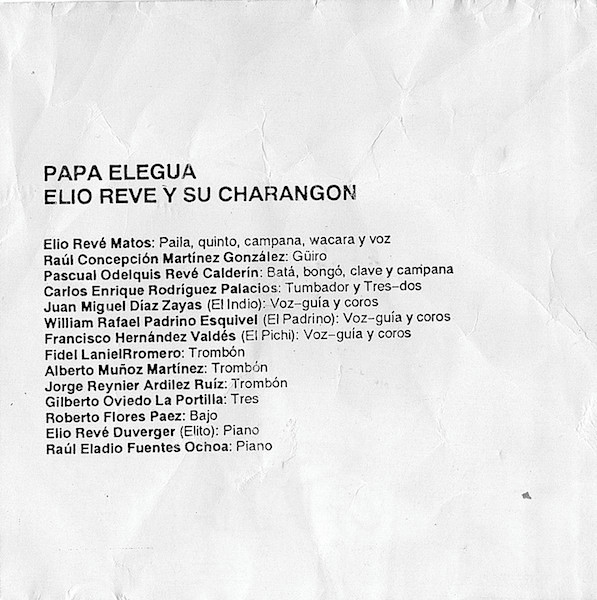 PAPA ELEGUA
ELIO REVE Y SU CHARANGON
Elio Revé Matos: Paila, quinto, campana, wacara y voz
Raúl Concepción Martínez González: Güiro
Pascual Odelquis Revé Calderín: Batá, bongó, clave y campana
Carlos Enrique Rodríguez Palacios: Tumbador y Tres-dos
Juan Miguel Díaz Zayas (El Indio): Voz-guía y coros
William Rafael Padrino Esquivel (El Padrino): Voz-guía y coros
Francisco Hernández Valdés (El Pichi): Voz-guía y coros
Fidel LanielRromero: Trombón
Alberto Muñoz Martínez: Trombón
Jorge Reynier Ardilez Ruíz: Trombón
Gilberto Oviedo La Portilla: Tres
Roberto Flores Paez: Bajo
Elio Revé Duverger (Elito): Piano
Raúl Eladio Fuentes Ochoa: Piano